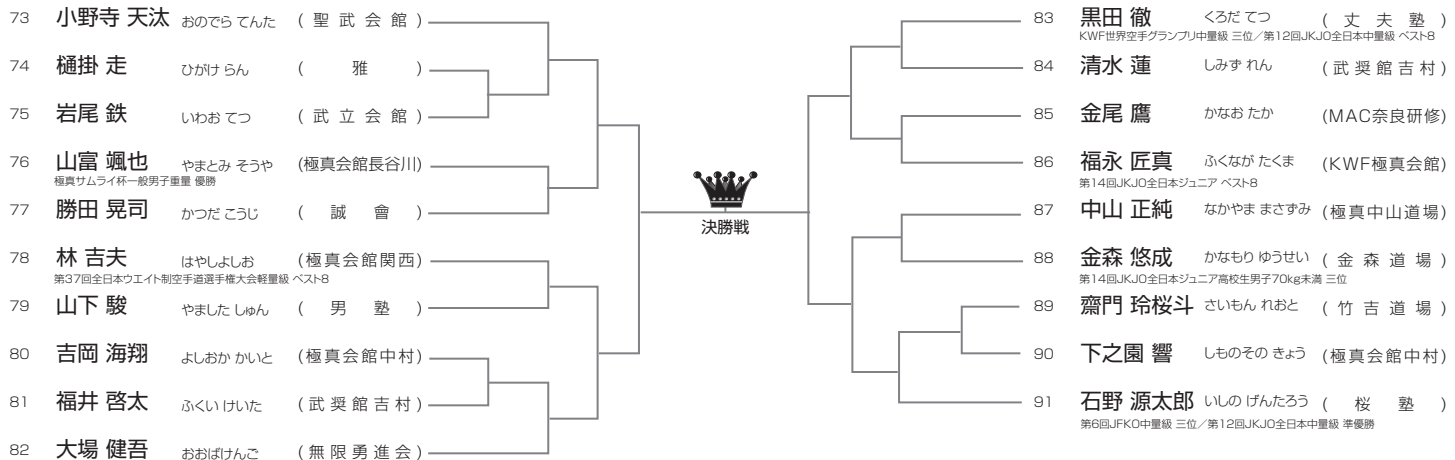 73 小野寺 天汰 おのでら てんた (聖武会館)
74 樋掛 走 ひがけ らん (雅)
75 岩尾 鉄 いわお てつ (武立会館)
76 山富 颯也 やまとみ そうや (極真会館長谷川)
極真サムライ杯一般男子重量 優勝
77 勝田 晃司 かつだ こうじ (誠會)
78 林 吉夫 はやしよしお (極真会館関西)
第37回全日本ウエイト制空手道選手権大会軽量級 ベスト8
79 山下 駿 やました しゅん (男塾)
80 吉岡 海翔 よしおか かいと (極真会館中村)
81 福井 啓太 ふくい けいた (武奨館吉村)
82 大場 健吾 おおばけんご (無限勇進会)
決勝戦
83 黒田 徹 くろだ てつ (丈夫塾)
KWF世界空手グランプリ中量級 三位／第12回JKJO全日本中量級 ベスト8
84 清水 蓮 しみず れん (武奨館吉村)
85 金尾 鷹 かなお たか (MAC奈良研修)
86 福永 匠真 ふくなが たくま (KWF極真会館)
第14回JKJO全日本ジュニア ベスト8
87 中山 正純 なかやま まさずみ (極真中山道場)
88 金森 悠成 かなもり ゆうせい (金森道場)
第14回JKJO全日本ジュニア高校生男子70kg未満 三位
89 齋門 玲桜斗 さいもん れおと (竹吉道場)
90 下之園 響 しものその きょう (極真会館中村)
91 石野 源太郎 いしの げんたろう (桜塾)
第6回JFKO中量級 三位／第12回JKJO全日本中量級 準優勝